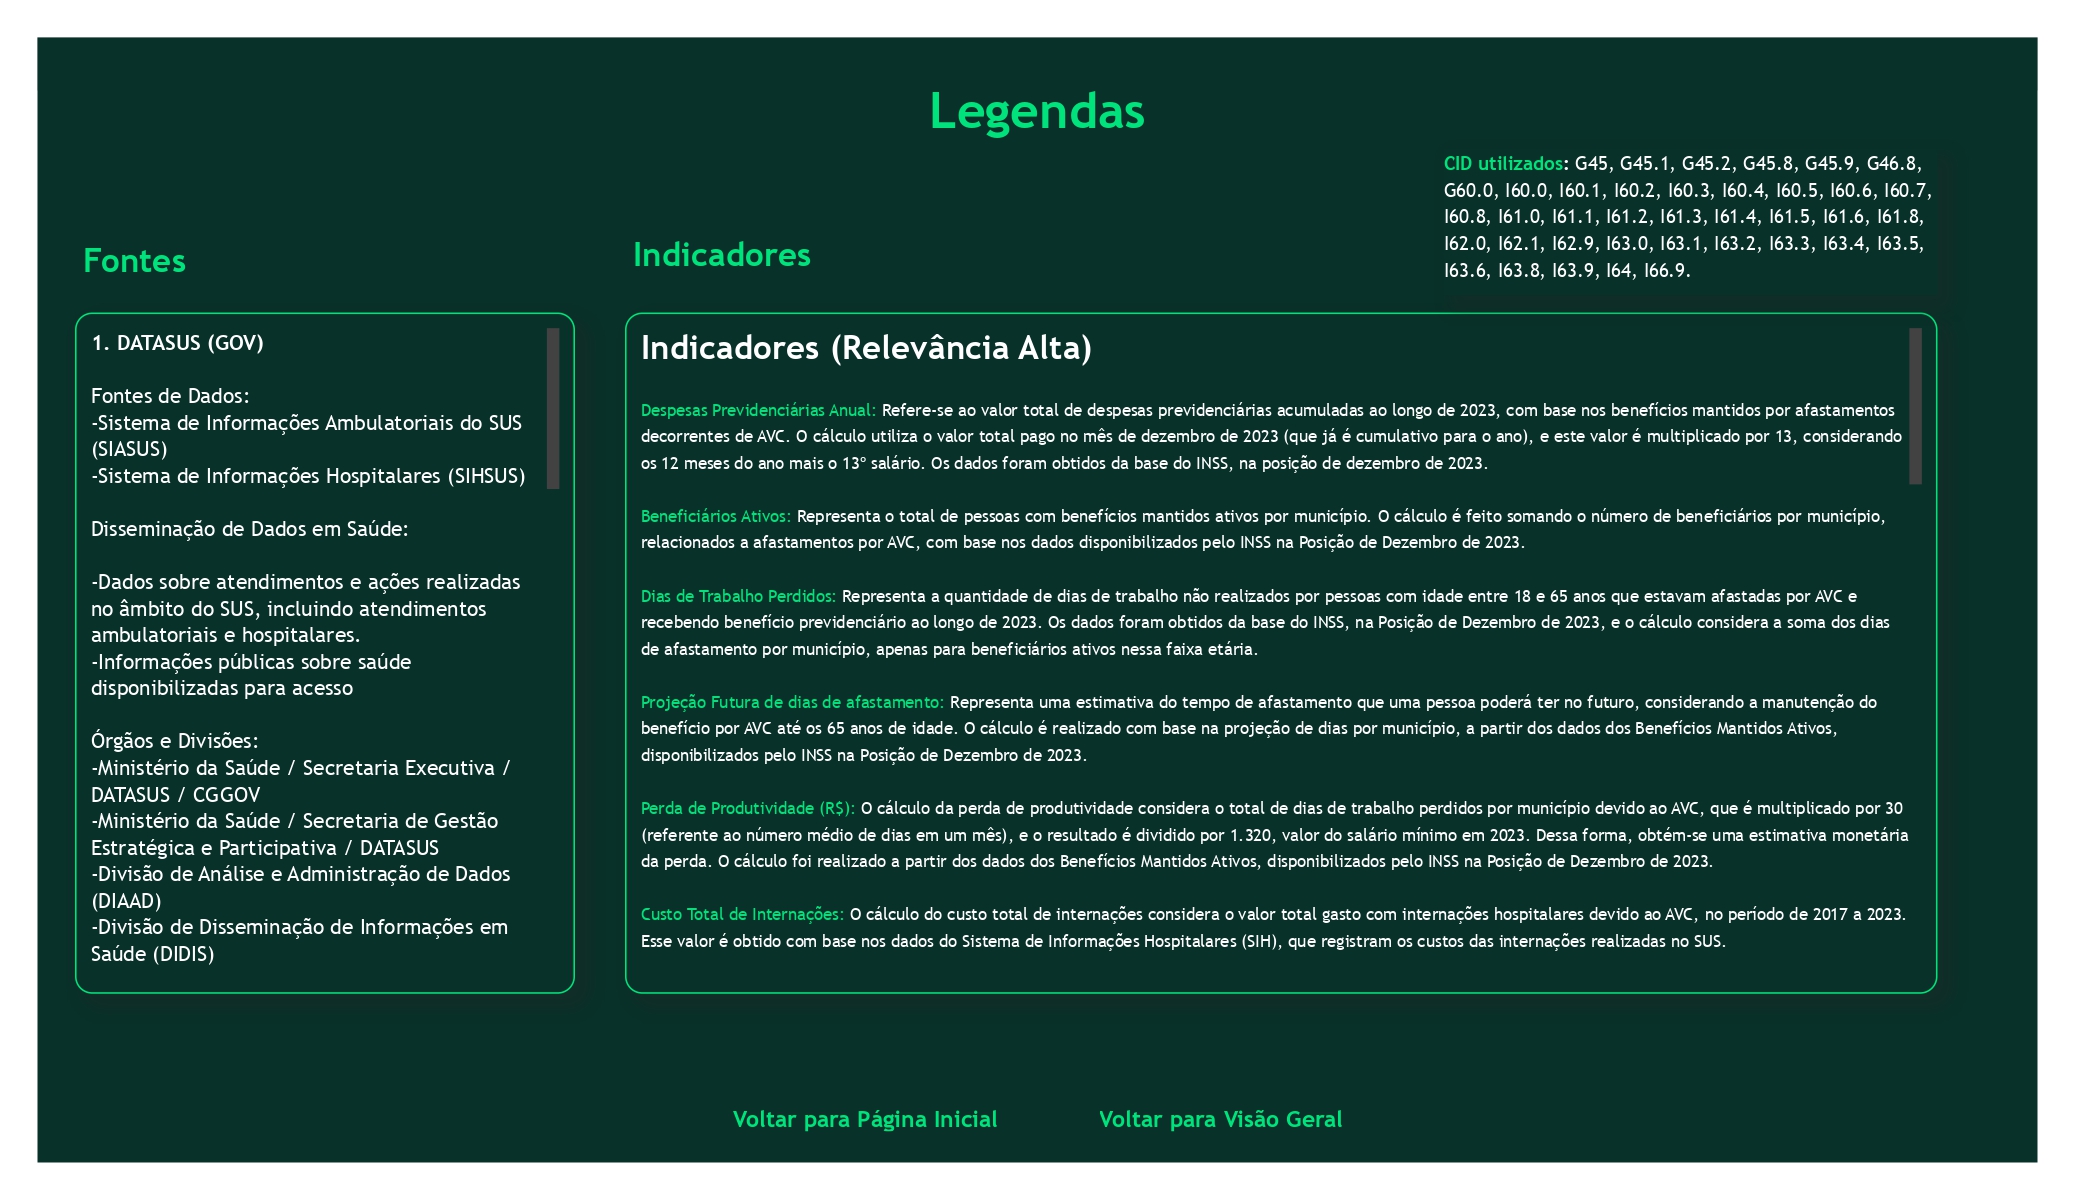 Legendas
CID utilizados: G45, G45.1, G45.2, G45.8, G45.9, G46.8,
G60.0, I60.0, I60.1, I60.2, I60.3, I60.4, I60.5, I60.6, I60.7,
I60.8, I61.0, I61.1, I61.2, I61.3, I61.4, I61.5, I61.6, I61.8,
I62.0, I62.1, I62.9, I63.0, I63.1, I63.2, I63.3, I63.4, I63.5,
I63.6, I63.8, I63.9, I64, I66.9.
Fontes
1. DATASUS (GOV)
Fontes de Dados:
-Sistema de Informações Ambulatoriais do SUS
(SIASUS)
-Sistema de Informações Hospitalares (SIHSUS)
Disseminação de Dados em Saúde:
-Dados sobre atendimentos e ações realizadas
no âmbito do SUS, incluindo atendimentos
ambulatoriais e hospitalares.
-Informações públicas sobre saúde
disponibilizadas para acesso
Órgãos e Divisões:
-Ministério da Saúde / Secretaria Executiva /
DATASUS / CGGOV
-Ministério da Saúde / Secretaria de Gestão
Estratégica e Participativa / DATASUS
-Divisão de Análise e Administração de Dados
(DIAAD)
-Divisão de Disseminação de Informações em
Saúde (DIDIS)
Indicadores
Indicadores (Relevância Alta)
Despesas Previdenciárias Anual: Refere-se ao valor total de despesas previdenciárias acumuladas ao longo de 2023, com base nos benefícios mantidos por afastamentos
decorrentes de AVC. O cálculo utiliza o valor total pago no mês de dezembro de 2023 (que já é cumulativo para o ano), e este valor é multiplicado por 13, considerando
os 12 meses do ano mais o 13º salário. Os dados foram obtidos da base do INSS, na posição de dezembro de 2023.
Beneficiários Ativos: Representa o total de pessoas com benefícios mantidos ativos por município. O cálculo é feito somando o número de beneficiários por município,
relacionados a afastamentos por AVC, com base nos dados disponibilizados pelo INSS na Posição de Dezembro de 2023.
Dias de Trabalho Perdidos: Representa a quantidade de dias de trabalho não realizados por pessoas com idade entre 18 e 65 anos que estavam afastadas por AVC e
recebendo benefício previdenciário ao longo de 2023. Os dados foram obtidos da base do INSS, na Posição de Dezembro de 2023, e o cálculo considera a soma dos dias
de afastamento por município, apenas para beneficiários ativos nessa faixa etária.
Projeção Futura de dias de afastamento: Representa uma estimativa do tempo de afastamento que uma pessoa poderá ter no futuro, considerando a manutenção do
benefício por AVC até os 65 anos de idade. O cálculo é realizado com base na projeção de dias por município, a partir dos dados dos Benefícios Mantidos Ativos,
disponibilizados pelo INSS na Posição de Dezembro de 2023.
Perda de Produtividade (R$): O cálculo da perda de produtividade considera o total de dias de trabalho perdidos por município devido ao AVC, que é multiplicado por 30
(referente ao número médio de dias em um mês), e o resultado é dividido por 1.320, valor do salário mínimo em 2023. Dessa forma, obtém-se uma estimativa monetária
da perda. O cálculo foi realizado a partir dos dados dos Benefícios Mantidos Ativos, disponibilizados pelo INSS na Posição de Dezembro de 2023.
Custo Total de Internações: O cálculo do custo total de internações considera o valor total gasto com internações hospitalares devido ao AVC, no período de 2017 a 2023.
Esse valor é obtido com base nos dados do Sistema de Informações Hospitalares (SIH), que registram os custos das internações realizadas no SUS.
Voltar para Página Inicial
Voltar para Visão Geral